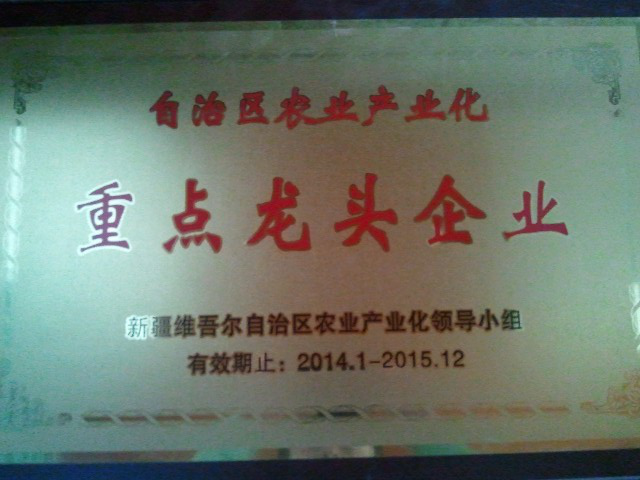 自治区农业产业化
重点龙头企业
新疆维吾尔自治区农业产业化领导小组
有效期止：2014.1-2015.12